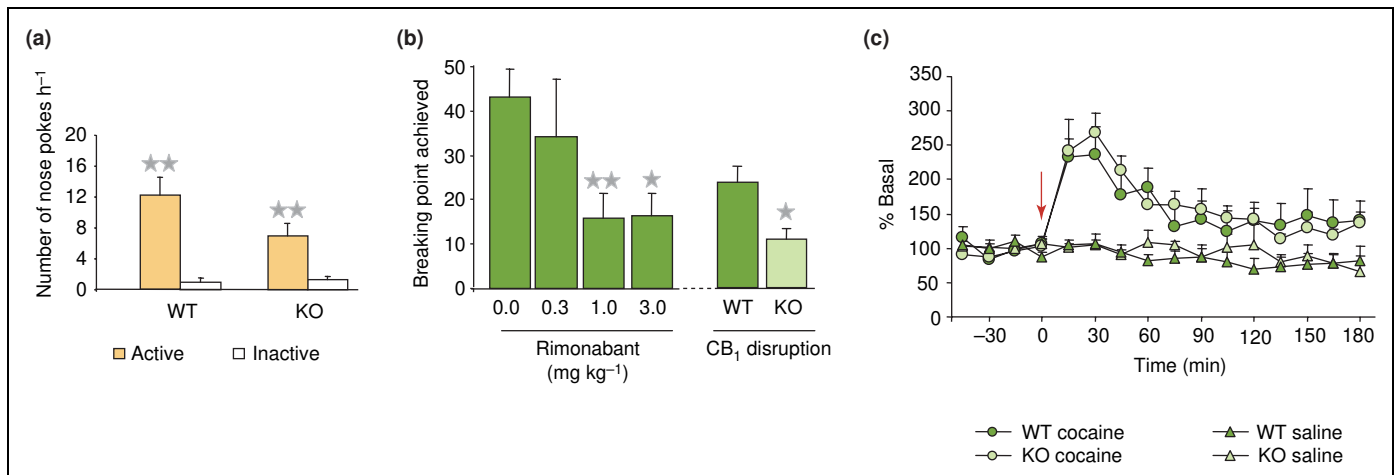 (a)
Number of nose pokes h⁻¹
20
16
12
8
4
0
★★
★★
WT
KO
Active
Inactive
(b)
Breaking point achieved
50
40
30
20
10
0
★★
★
★
0.0
0.3
1.0
3.0
WT
KO
Rimonabant
(mg kg⁻¹)
CB₁ disruption
(c)
% Basal
350
300
250
200
150
100
50
0
–30
0
30
60
90
120
150
180
Time (min)
WT cocaine
WT saline
KO cocaine
KO saline